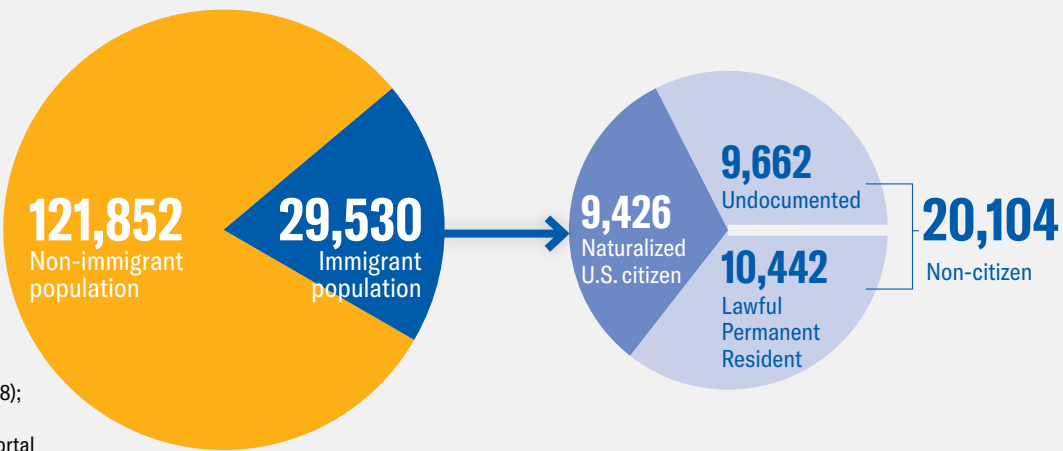 121,852
Non-immigrant
population
29,530
Immigrant
population
9,426
Naturalized
U.S. citizen
9,662
Undocumented
10,442
Lawful
Permanent
Resident
20,104
Non-citizen
8);
ortal